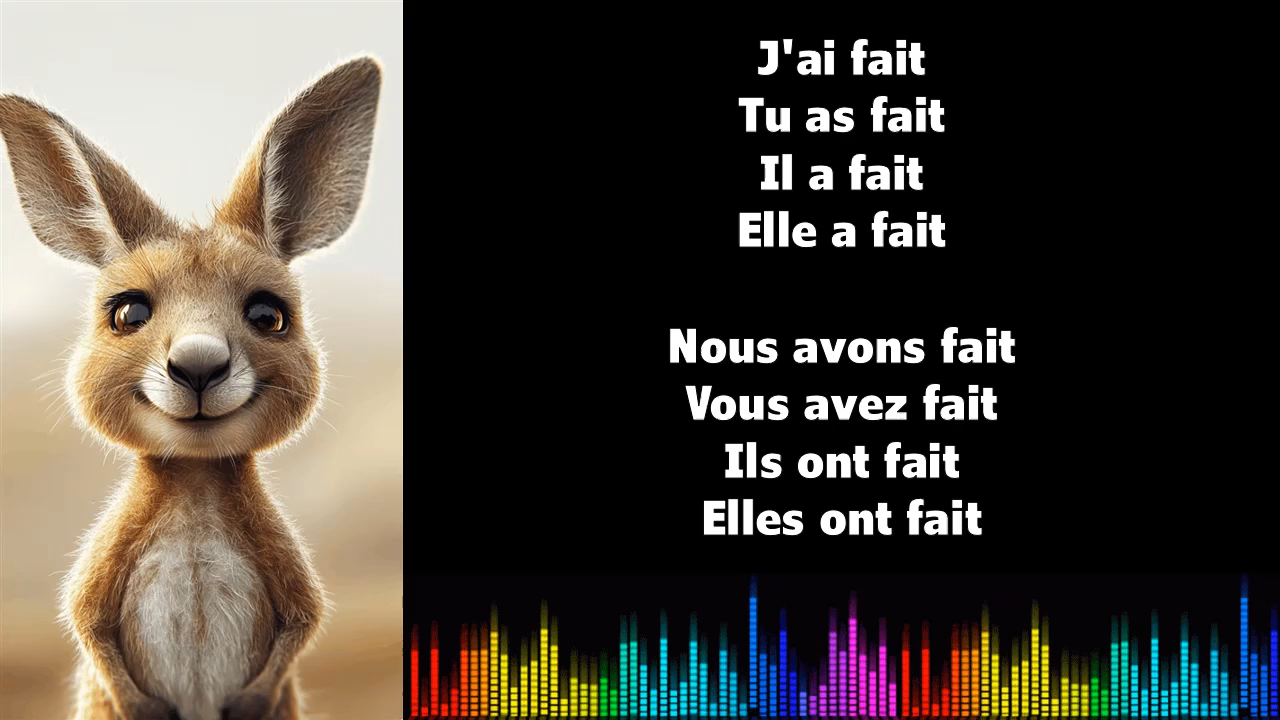 J'ai fait
Tu as fait
Il a fait
Elle a fait
Nous avons fait
Vous avez fait
Ils ont fait
Elles ont fait